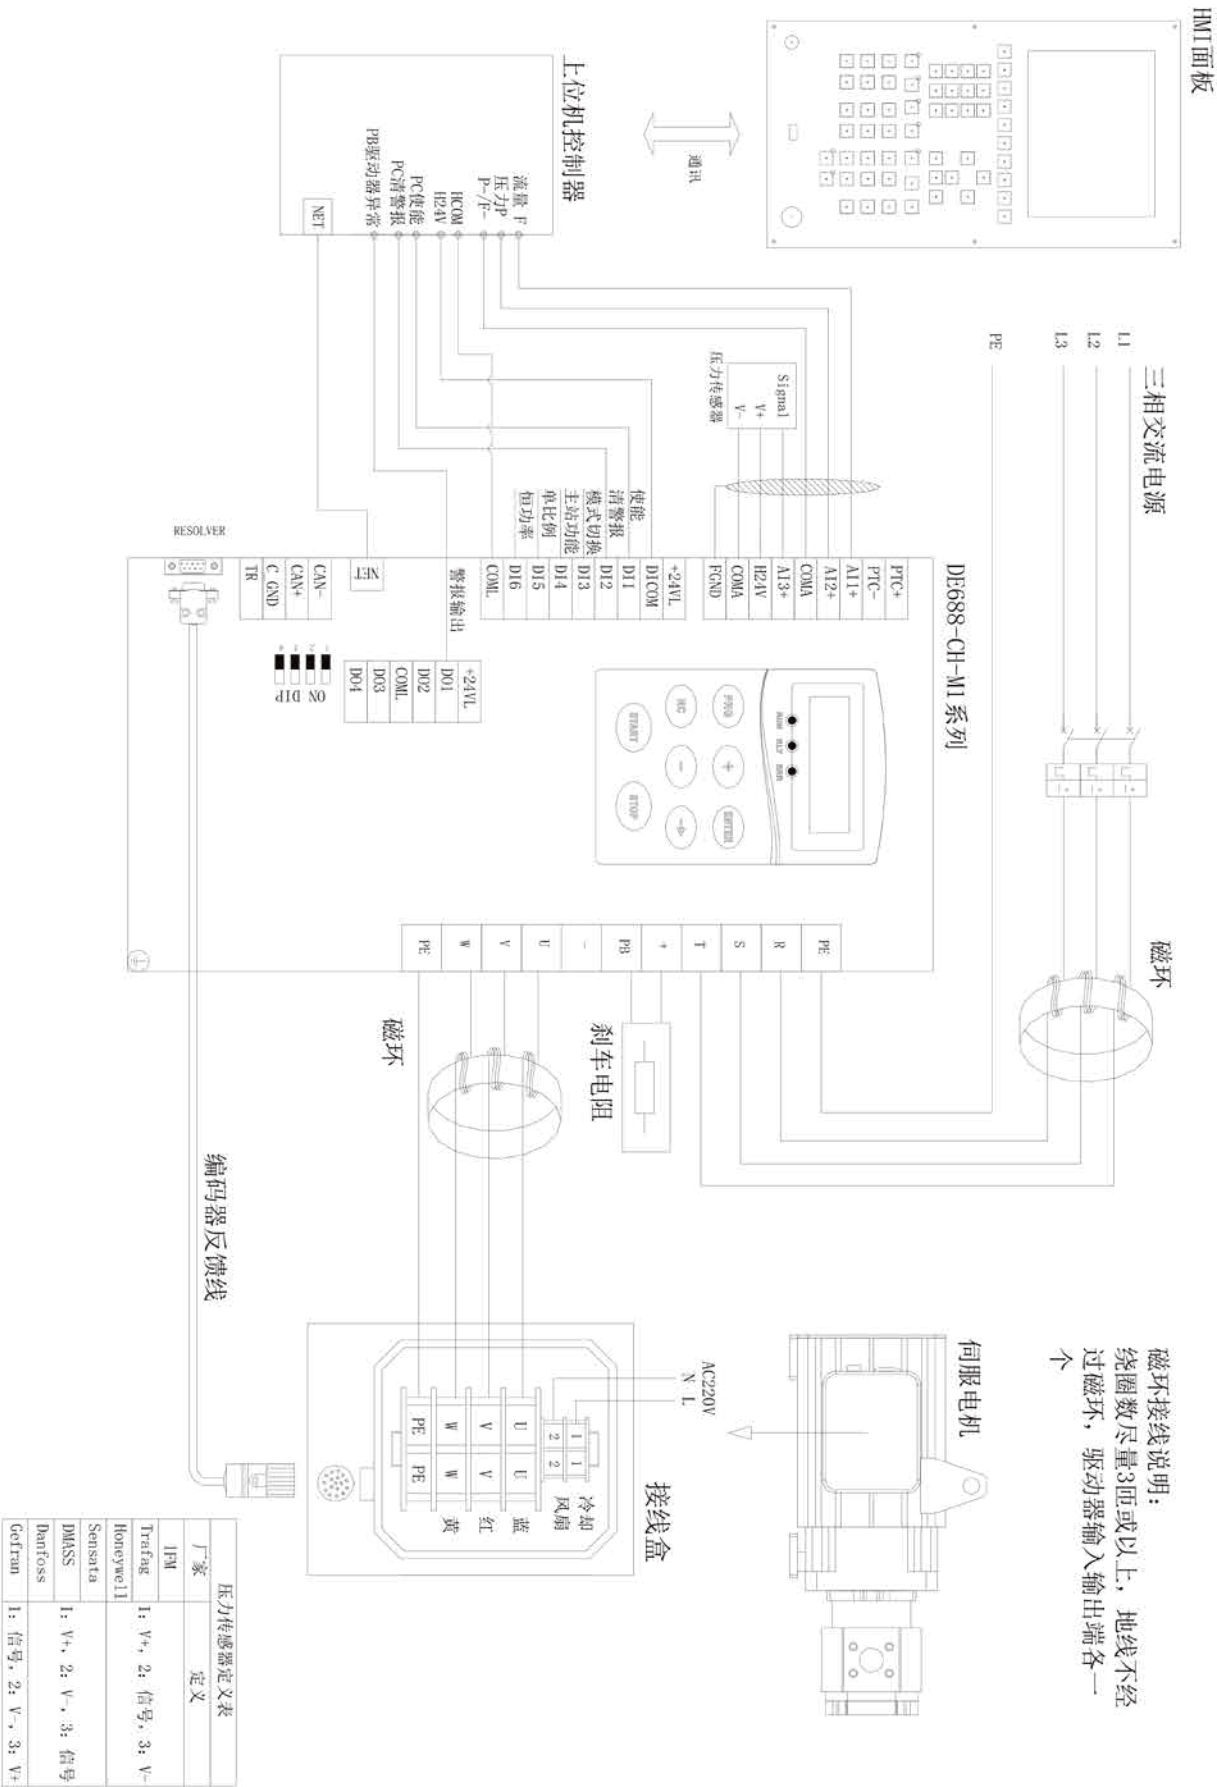 HMI面板
通讯
上位机控制器
流量 F
压力P
P-/F-
HCOM
H24V
PC使能
PC清警报
PB驱动器异常
NET
三相交流电源
L1
L2
L3
PE
压力传感器
Signal
V+
V-
磁环
DE688-CH-M1系列
PTC+
PTC-
AI1+
AI2+
COMA
AI3+
H24V
COMA
FGND
+24VL
DICOM
DI1
DI2
DI3
DI4
DI5
DI6
COML
使能
清警报
模式切换
主站功能
单比例
恒功率
警报输出
+24VL
DO1
DO2
COML
DO3
DO4
NET
CAN-
CAN+
C GND
TR
RESOLVER
ON DIP
RUN
PRG
+
ENTER
-
START
STOP
PE
R
S
T
+
PB
-
U
V
W
PE
刹车电阻
磁环
编码器反馈线
磁环接线说明：
绕圈数尽量3匝或以上，地线不经
过磁环，驱动器输入输出端各一
个
伺服电机
AC220V
N L
接线盒
1 1
2 2
冷却
风扇
U U 蓝
V V 红
W W 黄
PE PE
压力传感器定义表
厂家 定义
IFM
Trafag 1: V+, 2: 信号, 3: V-
Honeywell
Sensata
DMASS 1: V+, 2: V-, 3: 信号
Danfoss
Gefran 1: 信号, 2: V-, 3: V+